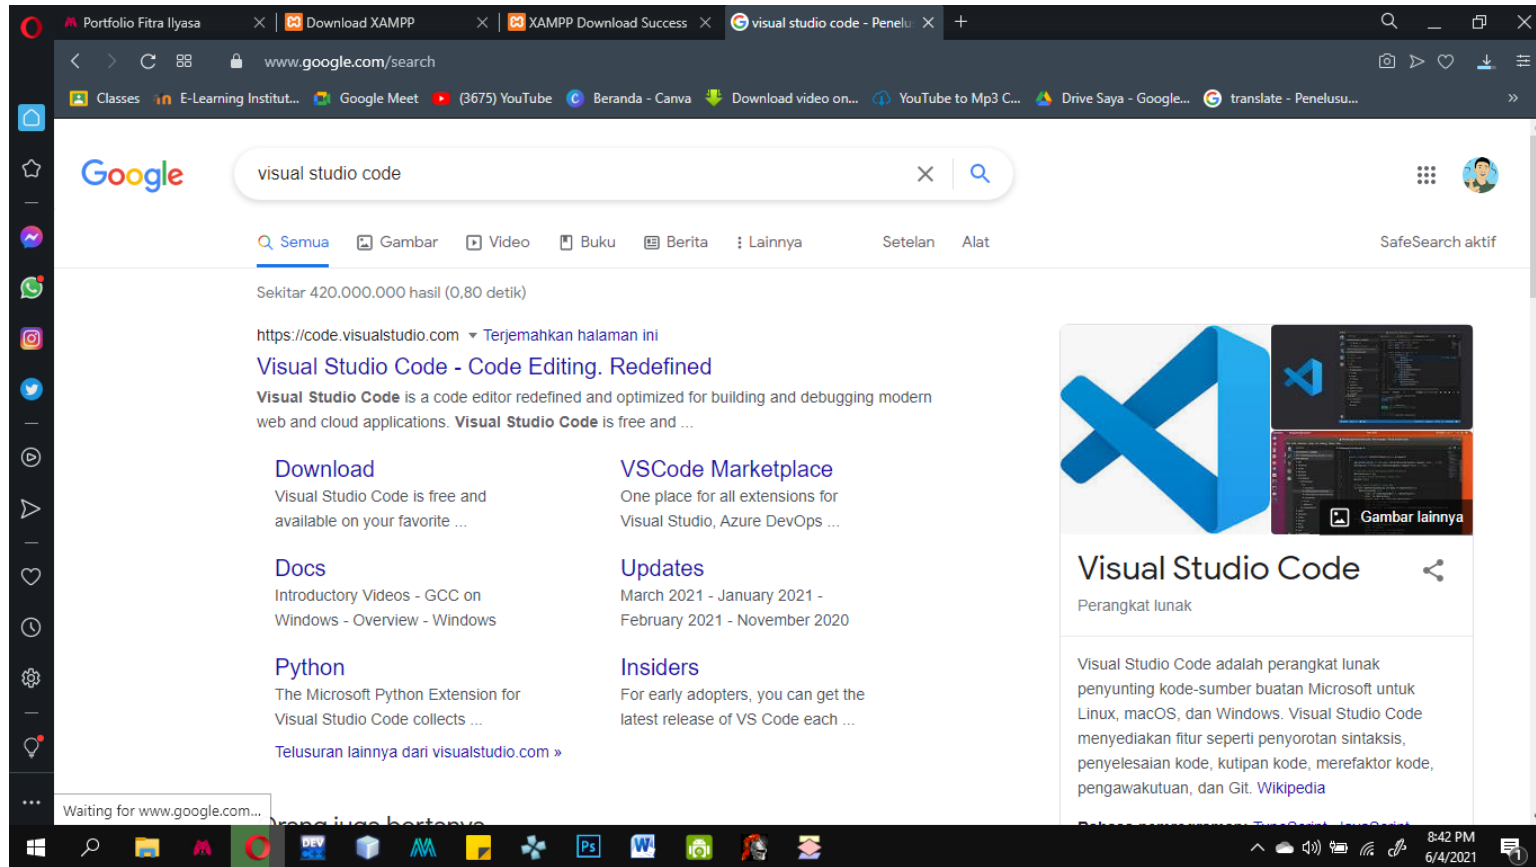 Portfolio Fitra Ilyasa
Download XAMPP
XAMPP Download Success
visual studio code - Penelu
www.google.com/search
Classes
E-Learning Institut...
Google Meet
(3675) YouTube
Beranda - Canva
Download video on...
YouTube to Mp3 C...
Drive Saya - Google...
translate - Penelusu...
Google
visual studio code
Semua
Gambar
Video
Buku
Berita
Lainnya
Setelan
Alat
SafeSearch aktif
Sekitar 420.000.000 hasil (0,80 detik)
https://code.visualstudio.com Terjemahkan halaman ini
Visual Studio Code - Code Editing. Redefined
Visual Studio Code is a code editor redefined and optimized for building and debugging modern
web and cloud applications. Visual Studio Code is free and ...
Download
Visual Studio Code is free and
available on your favorite ...
VSCode Marketplace
One place for all extensions for
Visual Studio, Azure DevOps ...
Docs
Introductory Videos - GCC on
Windows - Overview - Windows
Updates
March 2021 - January 2021 -
February 2021 - November 2020
Python
The Microsoft Python Extension for
Visual Studio Code collects ...
Insiders
For early adopters, you can get the
latest release of VS Code each ...
Telusuran lainnya dari visualstudio.com »
Orang juga bertanya
Gambar lainnya
Visual Studio Code
Perangkat lunak
Visual Studio Code adalah perangkat lunak
penyunting kode-sumber buatan Microsoft untuk
Linux, macOS, dan Windows. Visual Studio Code
menyediakan fitur seperti penyorotan sintaksis,
penyelesaian kode, kutipan kode, merefaktor kode,
pengawakutuan, dan Git. Wikipedia
Bahasa pemrograman: TypeScript, JavaScript
Waiting for www.google.com...
DEV
Ps
W
8:42 PM
6/4/2021
1